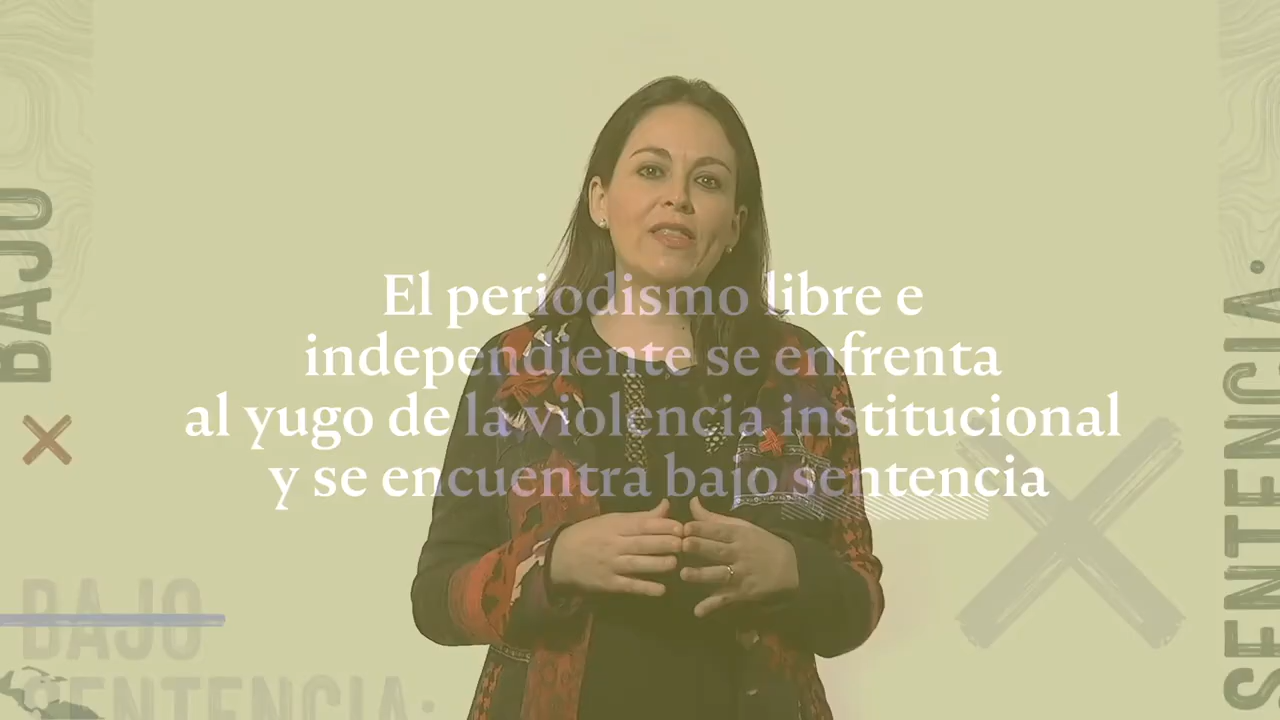 BAJO
El periodismo libre e
independiente se enfrenta
al yugo de la violencia institucional
y se encuentra bajo sentencia
SENTENCIA.
BAJO
SENTENCIA: